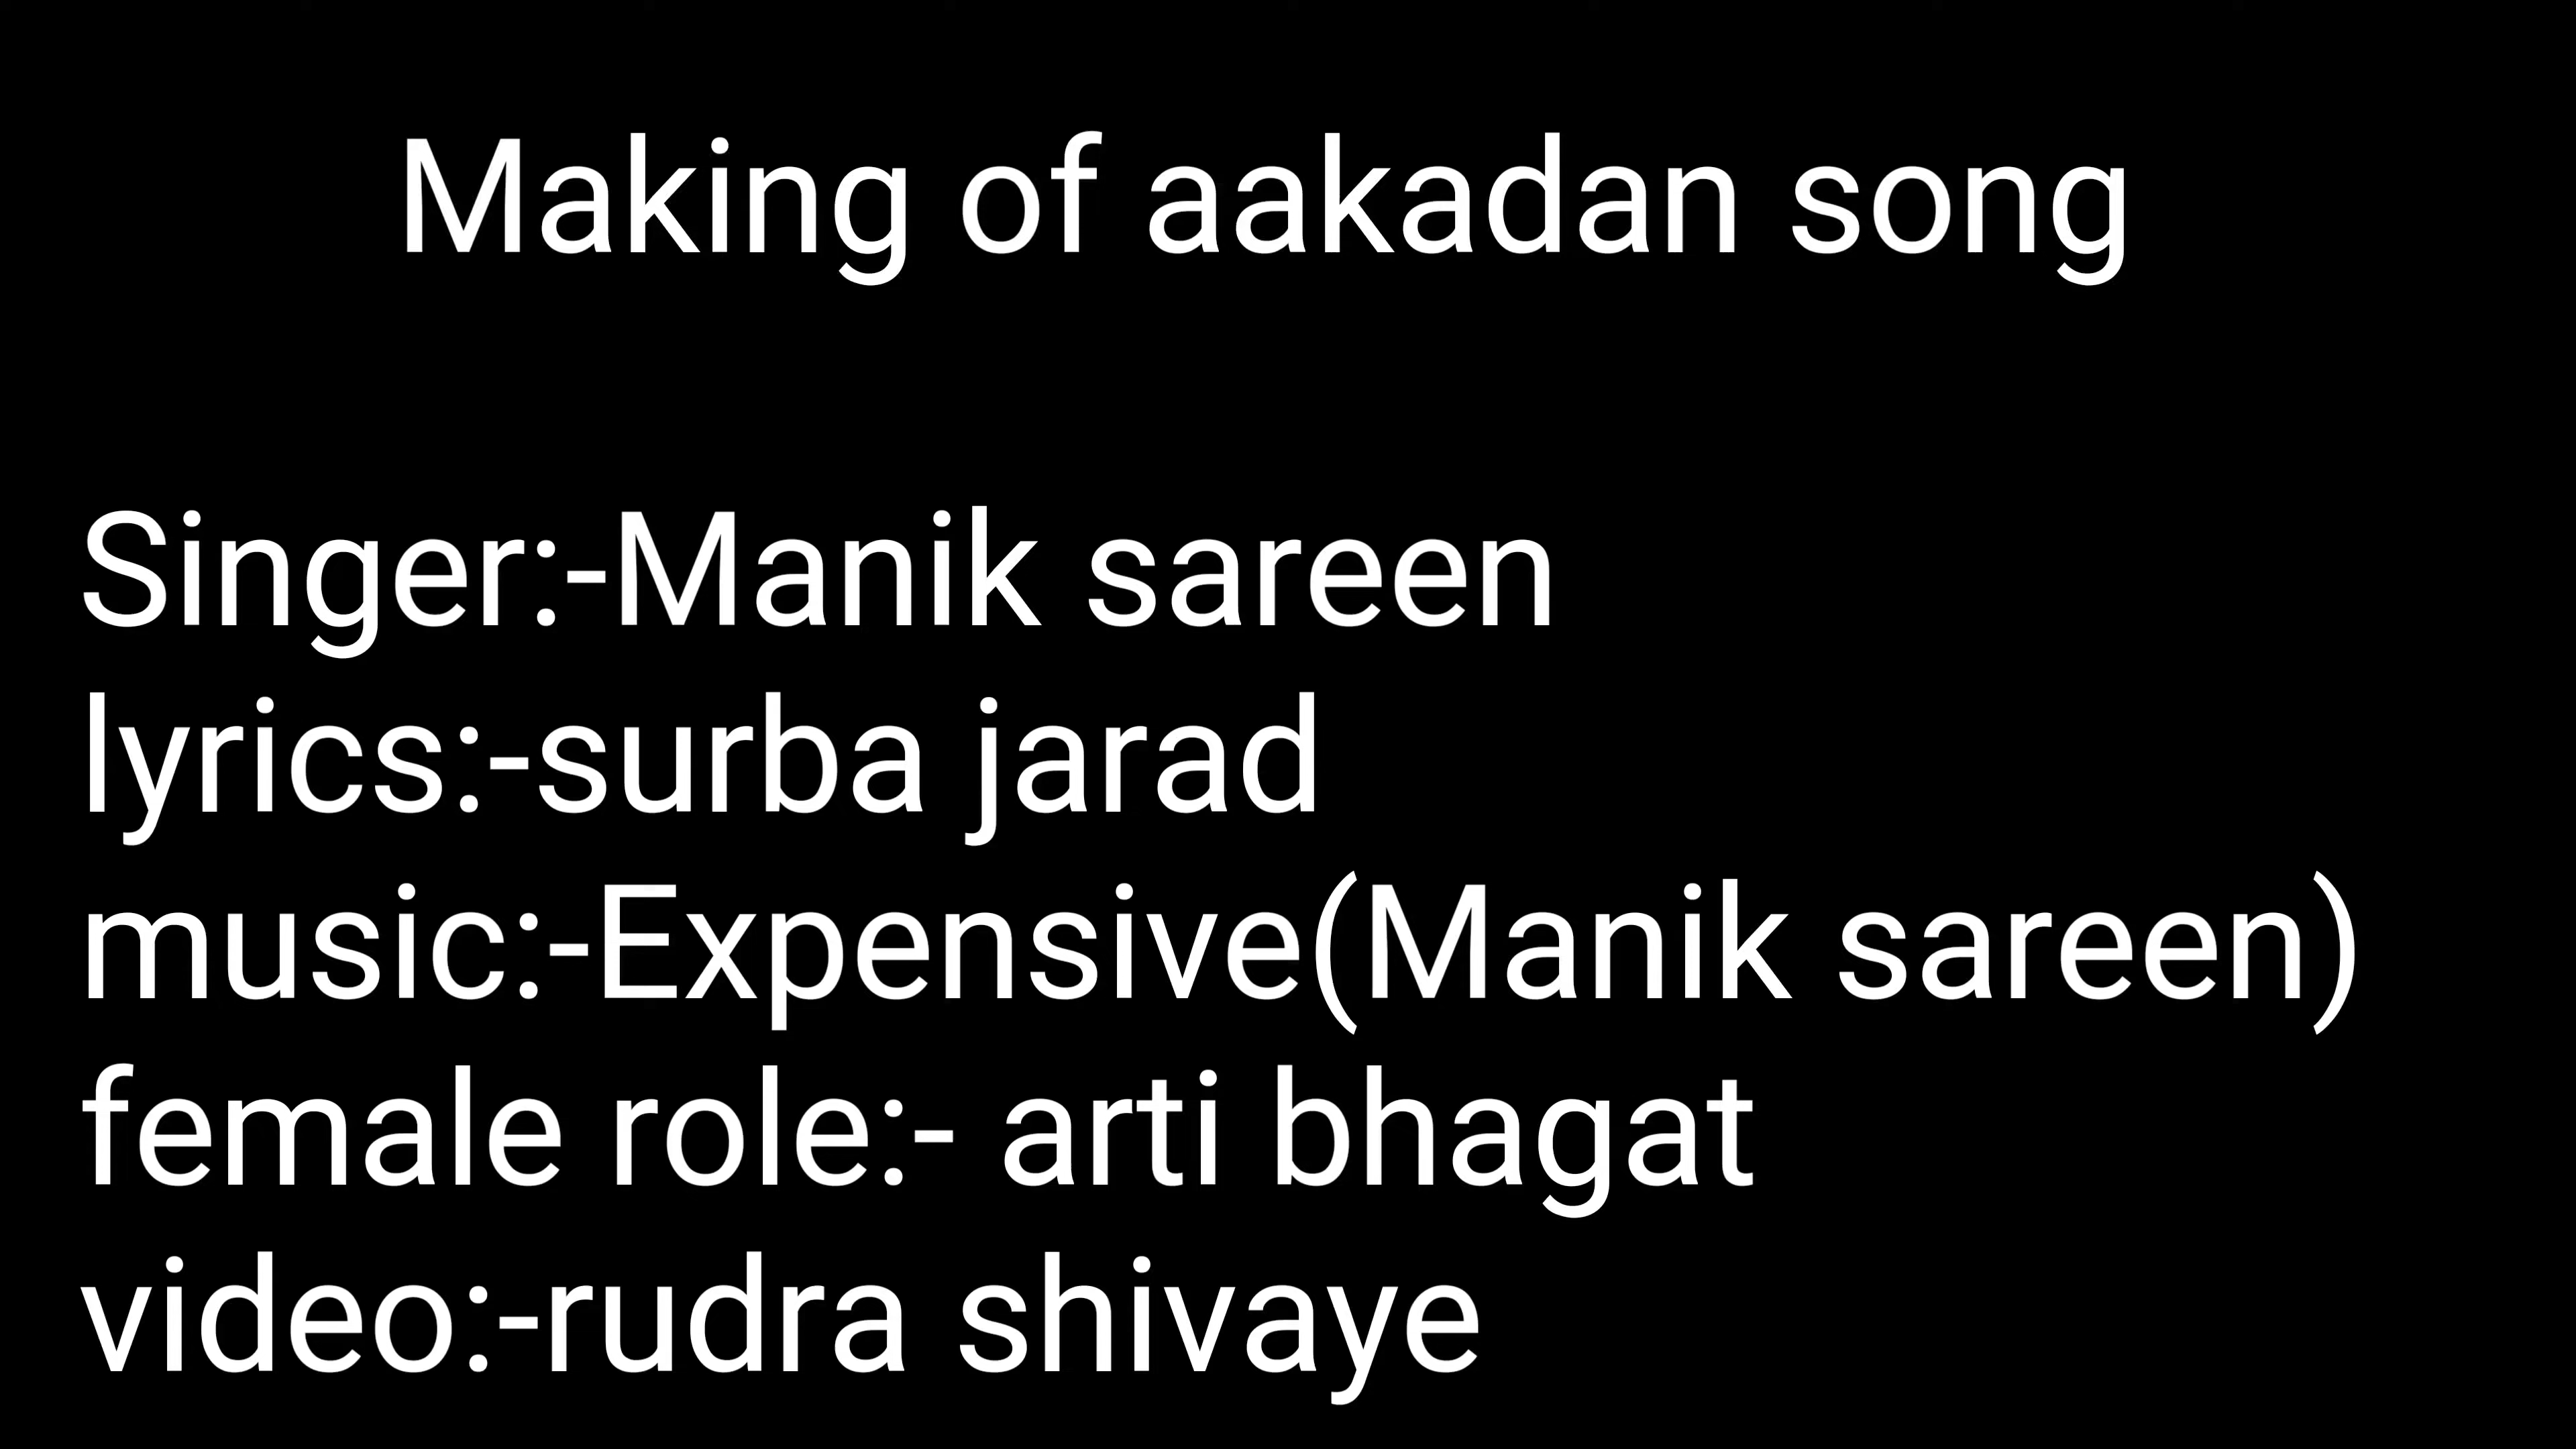 Making of aakadan song
Singer:-Manik sareen
lyrics:-surba jarad
music:-Expensive(Manik sareen)
female role:- arti bhagat
video:-rudra shivaye